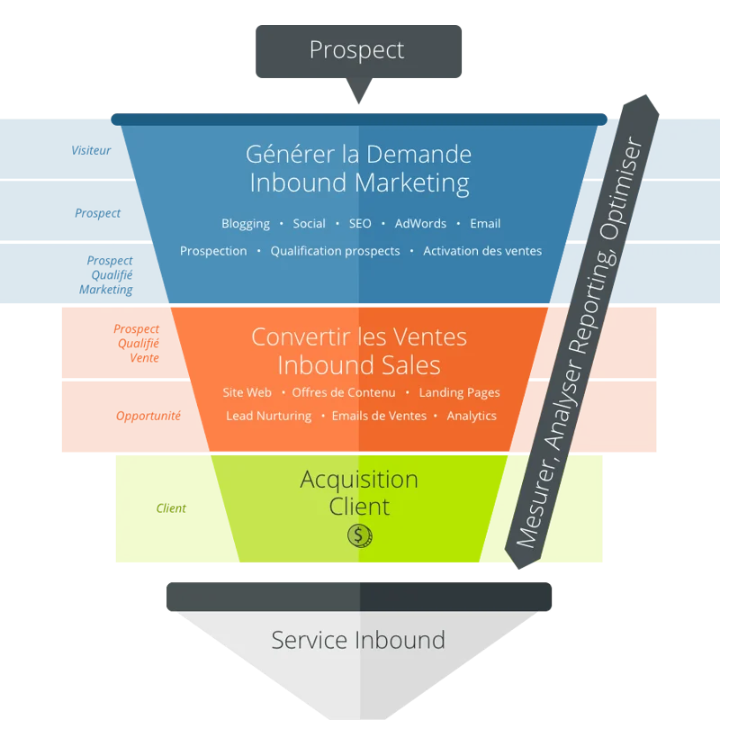 Prospect
Visiteur
Générer la Demande
Inbound Marketing
Prospect
Blogging • Social • SEO • AdWords • Email
Prospection • Qualification prospects • Activation des ventes
Prospect
Qualifié
Marketing
Prospect
Qualifié
Vente
Convertir les Ventes
Inbound Sales
Site Web • Offres de Contenu • Landing Pages
Opportunité
Lead Nurturing • Emails de Ventes • Analytics
Acquisition
Client
Client
$
Mesurer, Analyser Reporting, Optimiser
Service Inbound